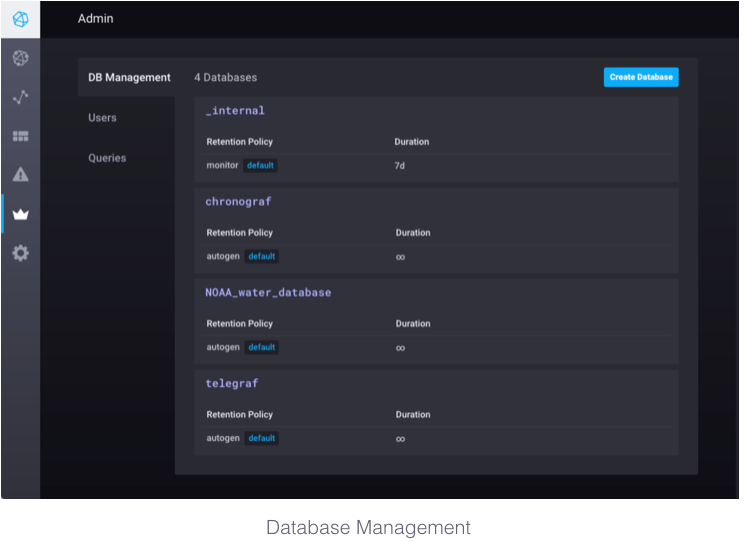 Admin
DB Management
Users
Queries
4 Databases
Create Database
_internal
Retention Policy Duration
monitor default 7d
chronograf
Retention Policy Duration
autogen default ∞
NOAA_water_database
Retention Policy Duration
autogen default ∞
telegraf
Retention Policy Duration
autogen default ∞
Database Management